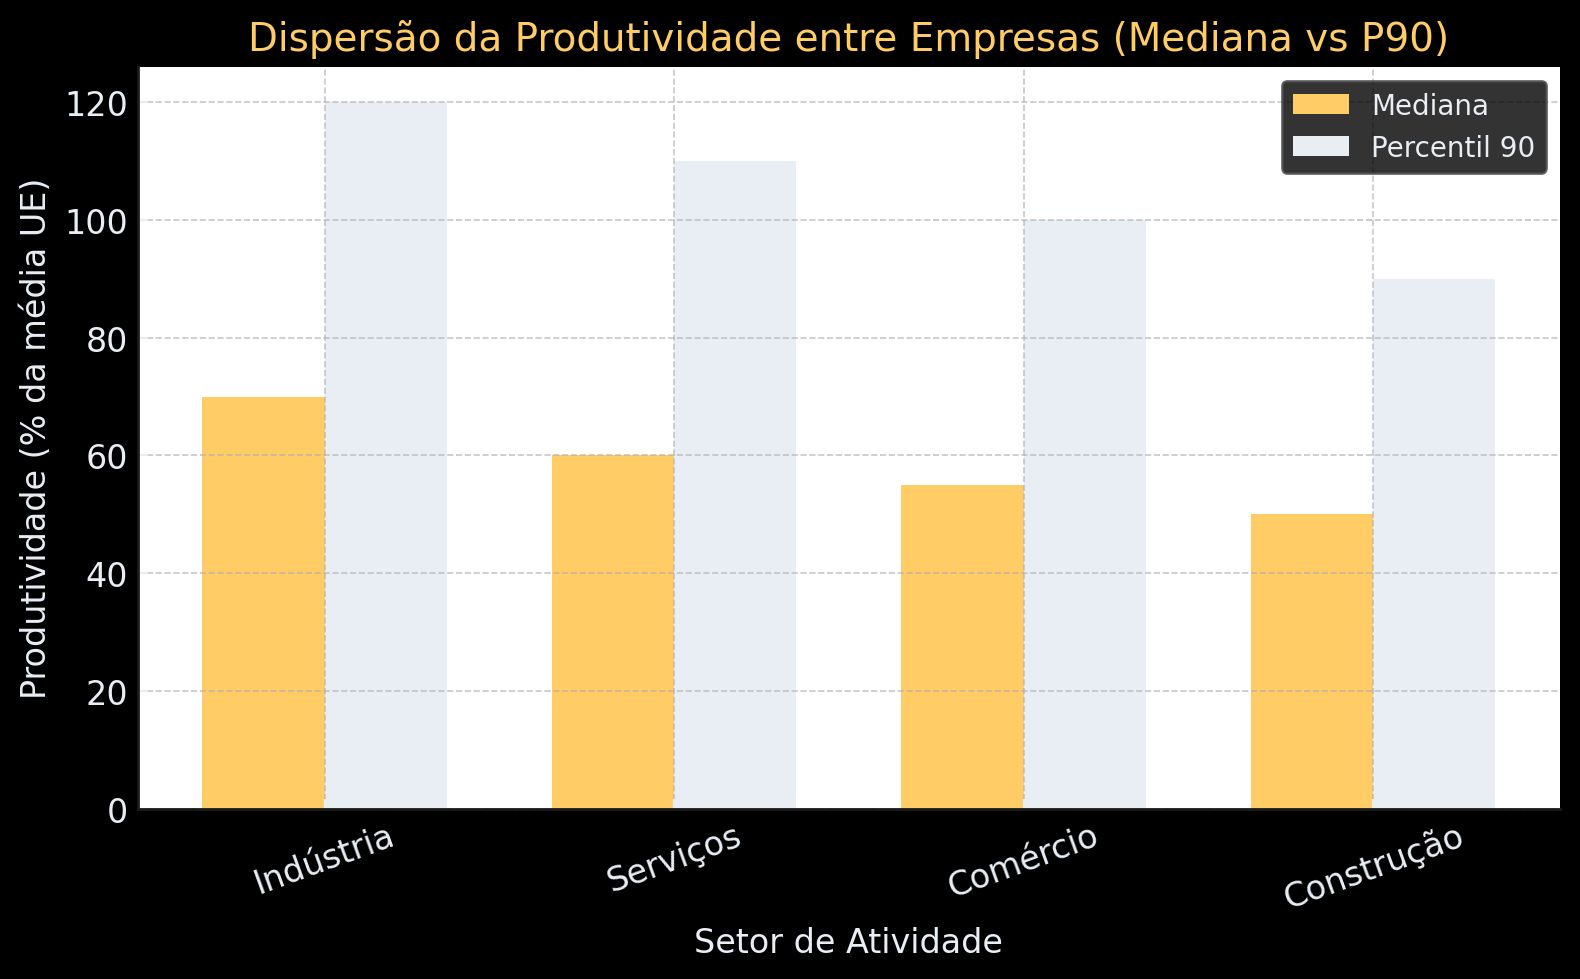 Dispersão da Produtividade entre Empresas (Mediana vs P90)
Mediana
Percentil 90
Produtividade (% da média UE)
120
100
80
60
40
20
0
Indústria
Serviços
Comércio
Construção
Setor de Atividade